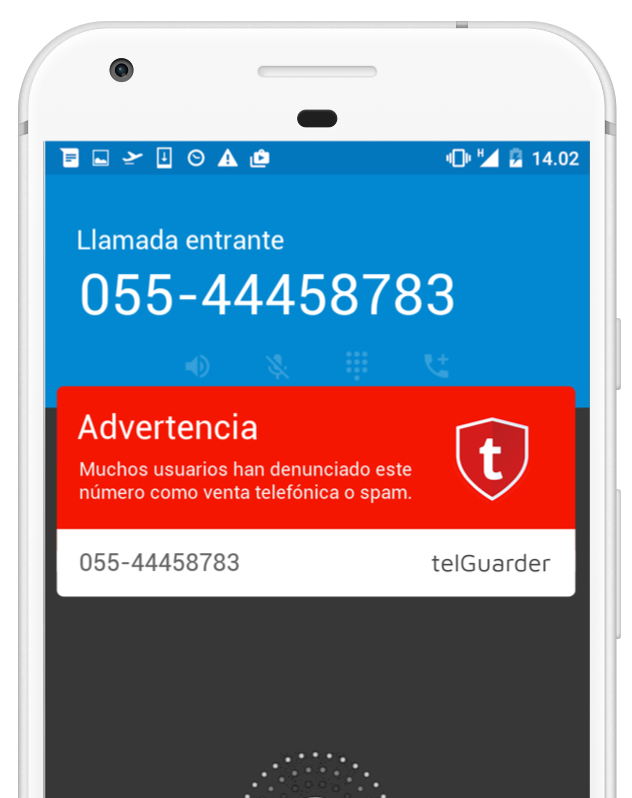 H
14.02
Llamada entrante
055-44458783
Advertencia
Muchos usuarios han denunciado este
número como venta telefónica o spam.
t
055-44458783 telGuarder